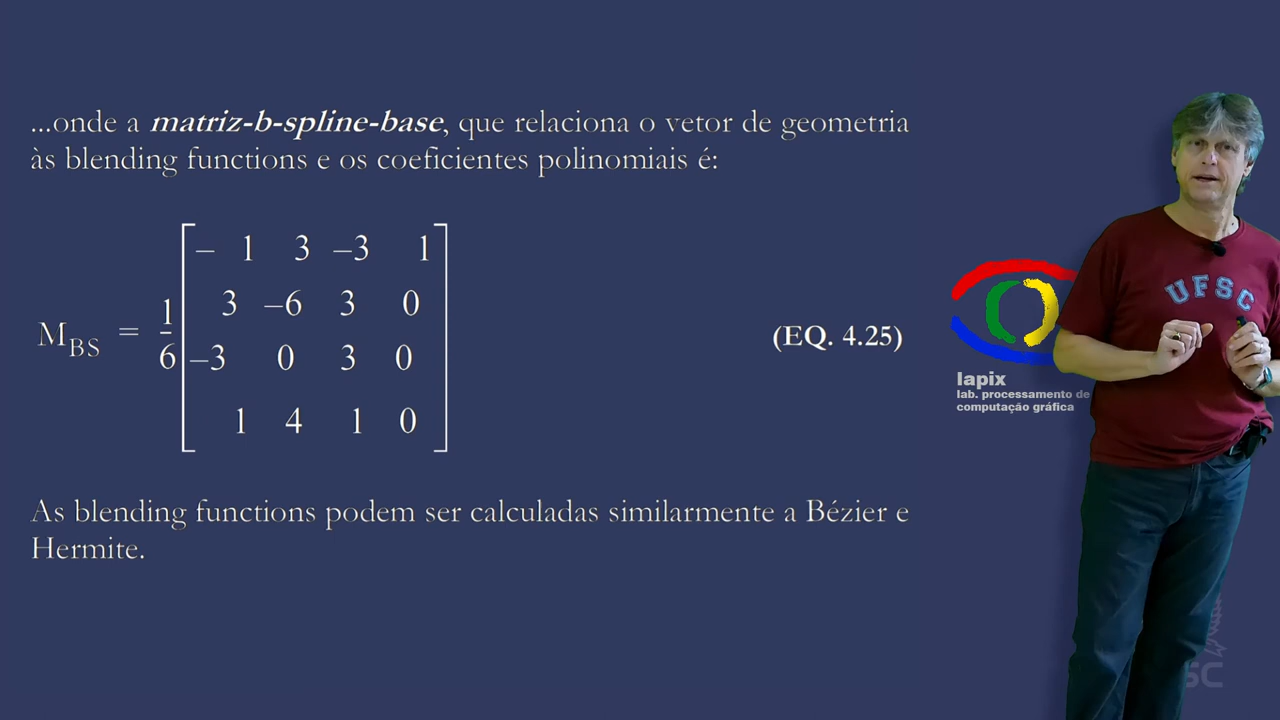 ...onde a matriz-b-spline-base, que relaciona o vetor de geometria
às blending functions e os coeficientes polinomiais é:
M_BS = 1/6 [
– 1 3 –3 1
3 –6 3 0
–3 0 3 0
1 4 1 0
]
(EQ. 4.25)
As blending functions podem ser calculadas similarmente a Bézier e
Hermite.
lapix
lab. processamento de
computação gráfica
UFSC
SC